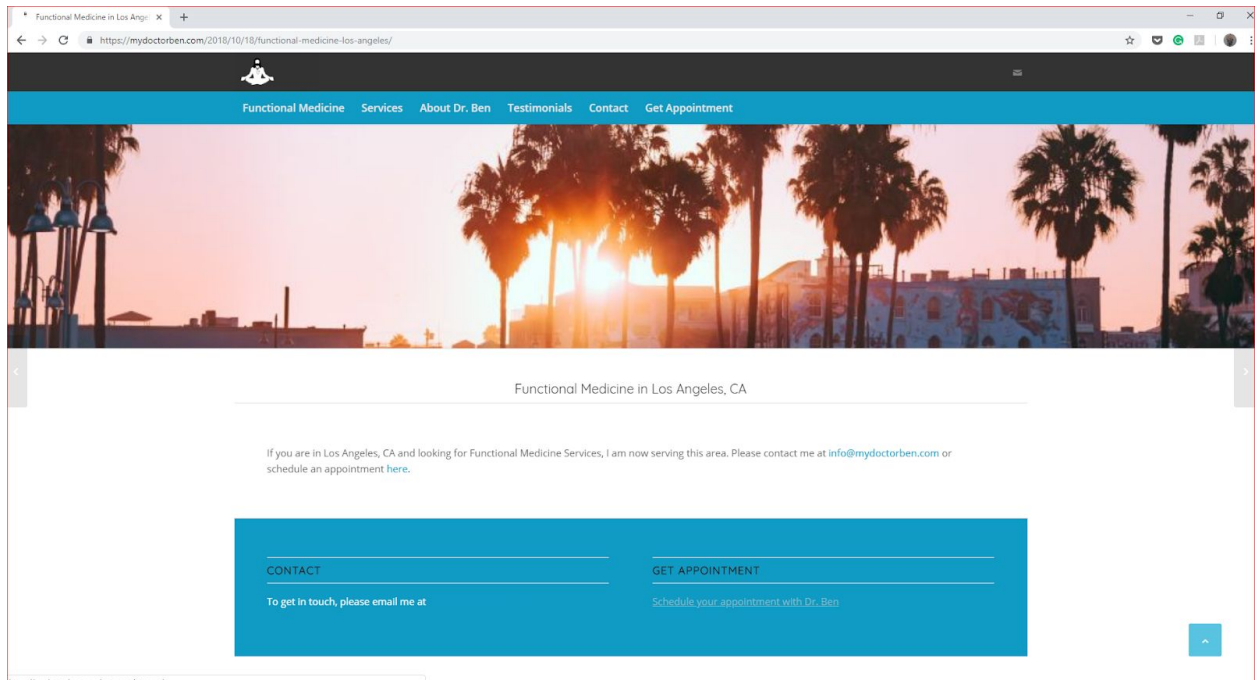 Functional Medicine in Los Ange
https://mydoctorben.com/2018/10/18/functional-medicine-los-angeles/
Functional Medicine Services About Dr. Ben Testimonials Contact Get Appointment
Functional Medicine in Los Angeles, CA
If you are in Los Angeles, CA and looking for Functional Medicine Services, I am now serving this area. Please contact me at info@mydoctorben.com or
schedule an appointment here.
CONTACT
GET APPOINTMENT
To get in touch, please email me at
Schedule your appointment with Dr. Ben